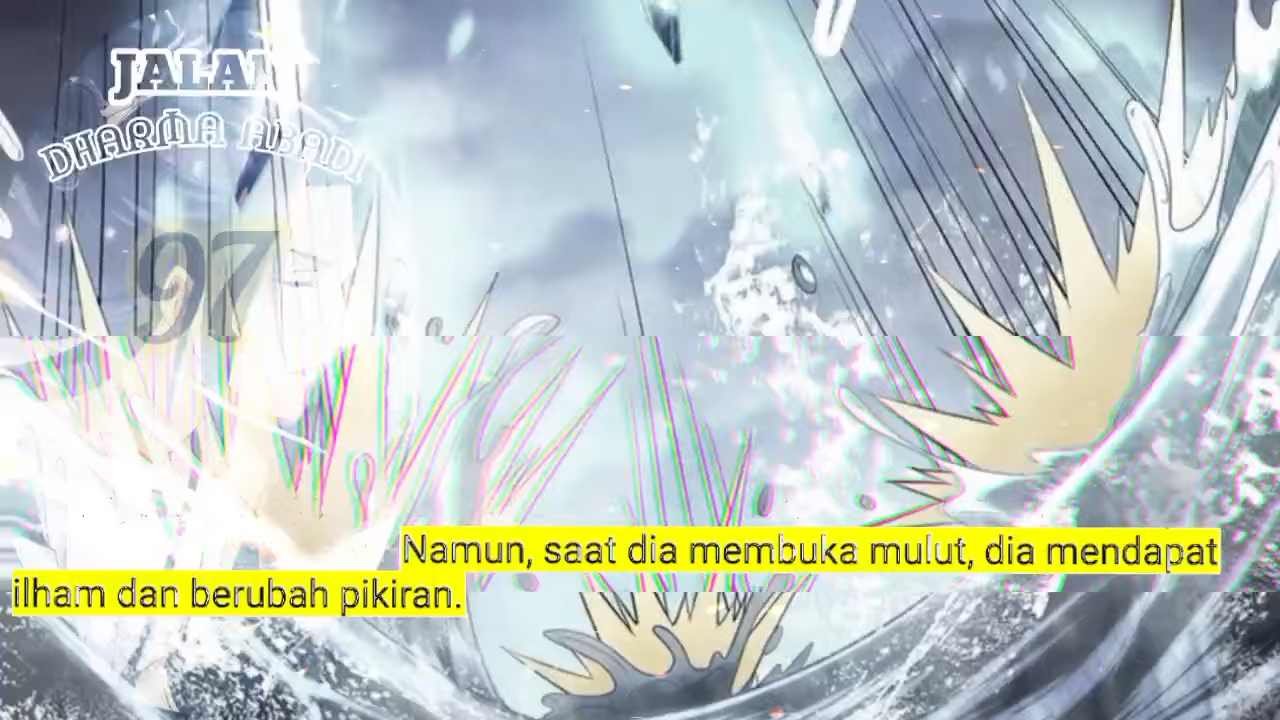 JALAN
DHARMA ABADI
97
Namun, saat dia membuka mulut, dia mendapat
ilham dan berubah pikiran.